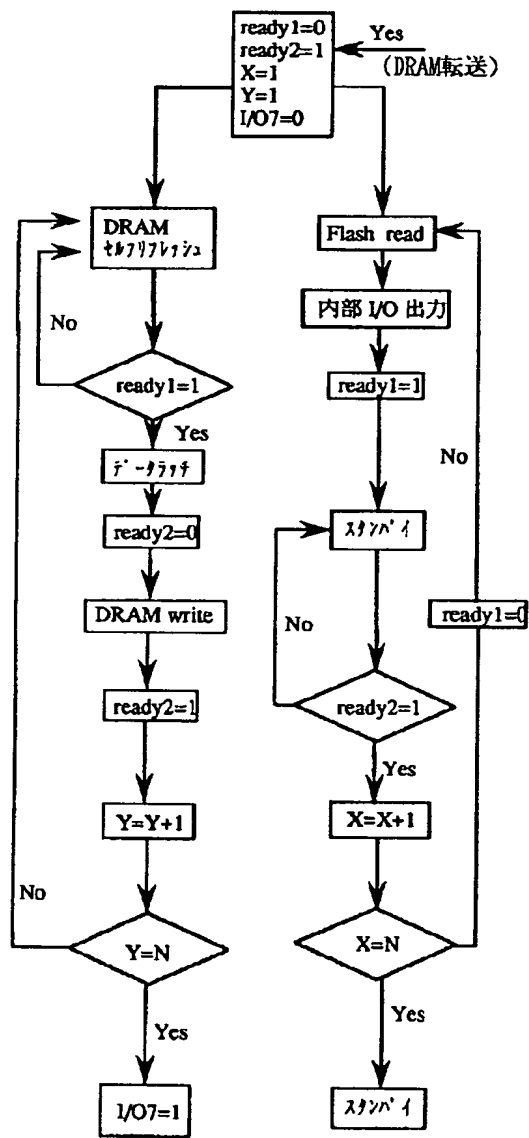 ready1=0
ready2=1
X=1
Y=1
I/O7=0
Yes
(DRAM転送)
DRAM
ｾﾙﾌﾘﾌﾚｯｼｭ
No
ready1=1
Yes
ﾃﾞｰﾀﾗｯﾁ
ready2=0
DRAM write
ready2=1
Y=Y+1
No
Y=N
Yes
I/O7=1
Flash read
内部 I/O 出力
ready1=1
No
ｽﾀﾝﾊﾞｲ
No
ready1=0
ready2=1
Yes
X=X+1
X=N
Yes
ｽﾀﾝﾊﾞｲ